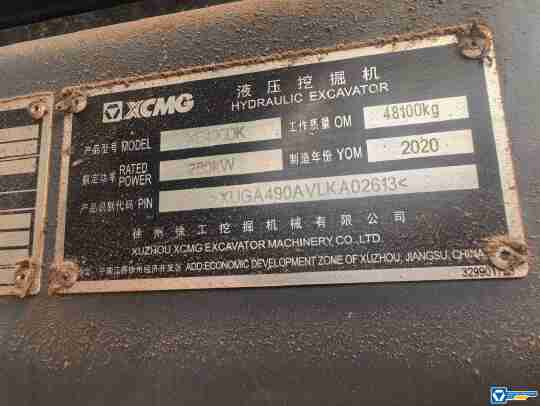 XCMG 液压挖掘机
HYDRAULIC EXCAVATOR
产品型号 MODEL 工作质量 OM 48100kg
额定功率 RATED POWER 制造年份 YOM 2020
产品识别代码 PIN >XUGA490AVLKA02613<
徐州徐工挖掘机械有限公司
XUZHOU XCMG EXCAVATOR MACHINERY CO.,LTD.
ADD:ECONOMIC DEVELOPMENT ZONE OF XUZHOU, JIANGSU, CHINA